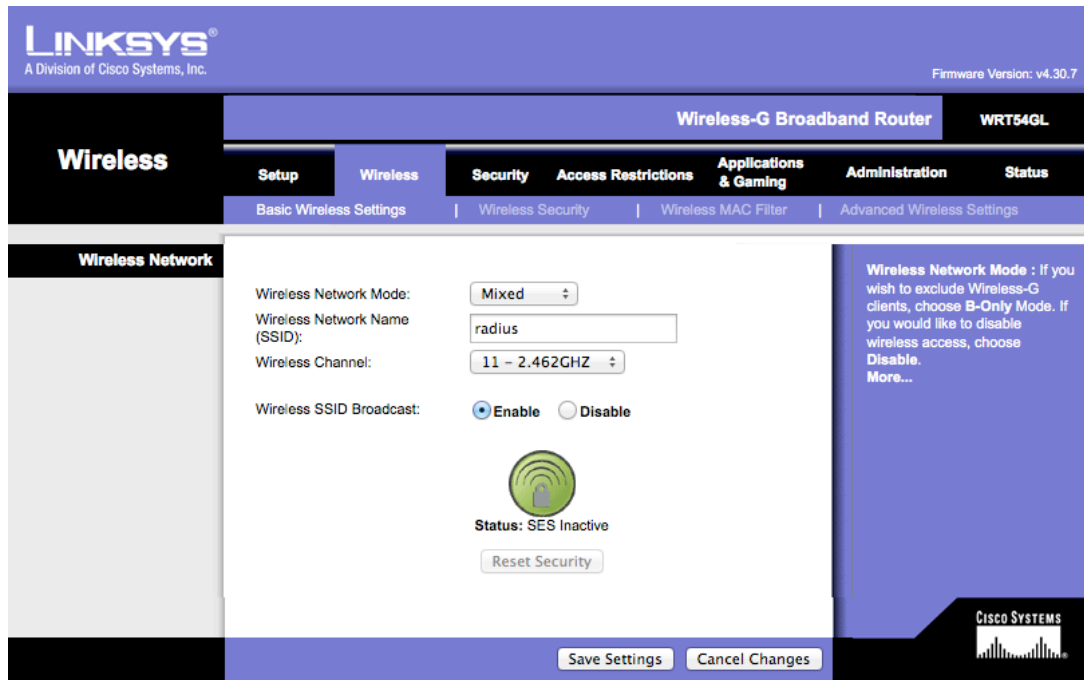 LINKSYS®
A Division of Cisco Systems, Inc.
Firmware Version: v4.30.7
Wireless-G Broadband Router
WRT54GL
Wireless
Setup
Wireless
Security
Access Restrictions
Applications
& Gaming
Administration
Status
Basic Wireless Settings | Wireless Security | Wireless MAC Filter | Advanced Wireless Settings
Wireless Network
Wireless Network Mode: Mixed
Wireless Network Name
(SSID): radius
Wireless Channel: 11 – 2.462GHZ
Wireless SSID Broadcast: Enable Disable
Status: SES Inactive
Reset Security
Wireless Network Mode : If you
wish to exclude Wireless-G
clients, choose B-Only Mode. If
you would like to disable
wireless access, choose
Disable.
More...
Save Settings
Cancel Changes
CISCO SYSTEMS